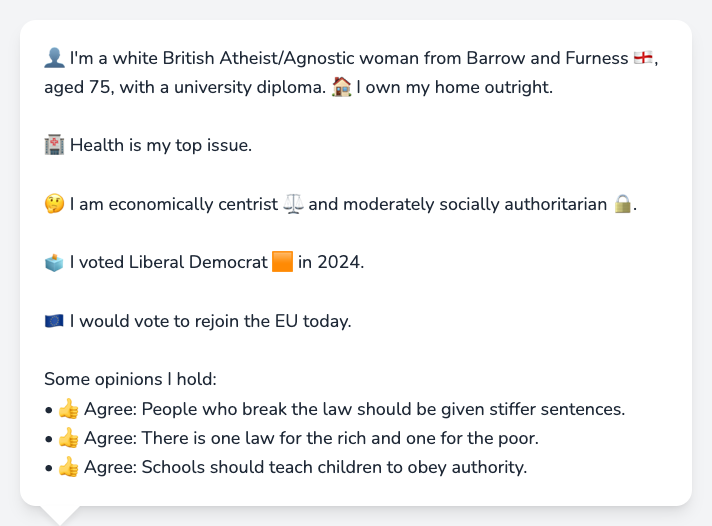 👤 I'm a white British Atheist/Agnostic woman from Barrow and Furness 🏴󠁧󠁢󠁥󠁮󠁧󠁿,
aged 75, with a university diploma. 🏠 I own my home outright.
🏥 Health is my top issue.
🤔 I am economically centrist ⚖️ and moderately socially authoritarian 🔒.
🗳️ I voted Liberal Democrat 🟧 in 2024.
🇪🇺 I would vote to rejoin the EU today.
Some opinions I hold:
• 👍 Agree: People who break the law should be given stiffer sentences.
• 👍 Agree: There is one law for the rich and one for the poor.
• 👍 Agree: Schools should teach children to obey authority.